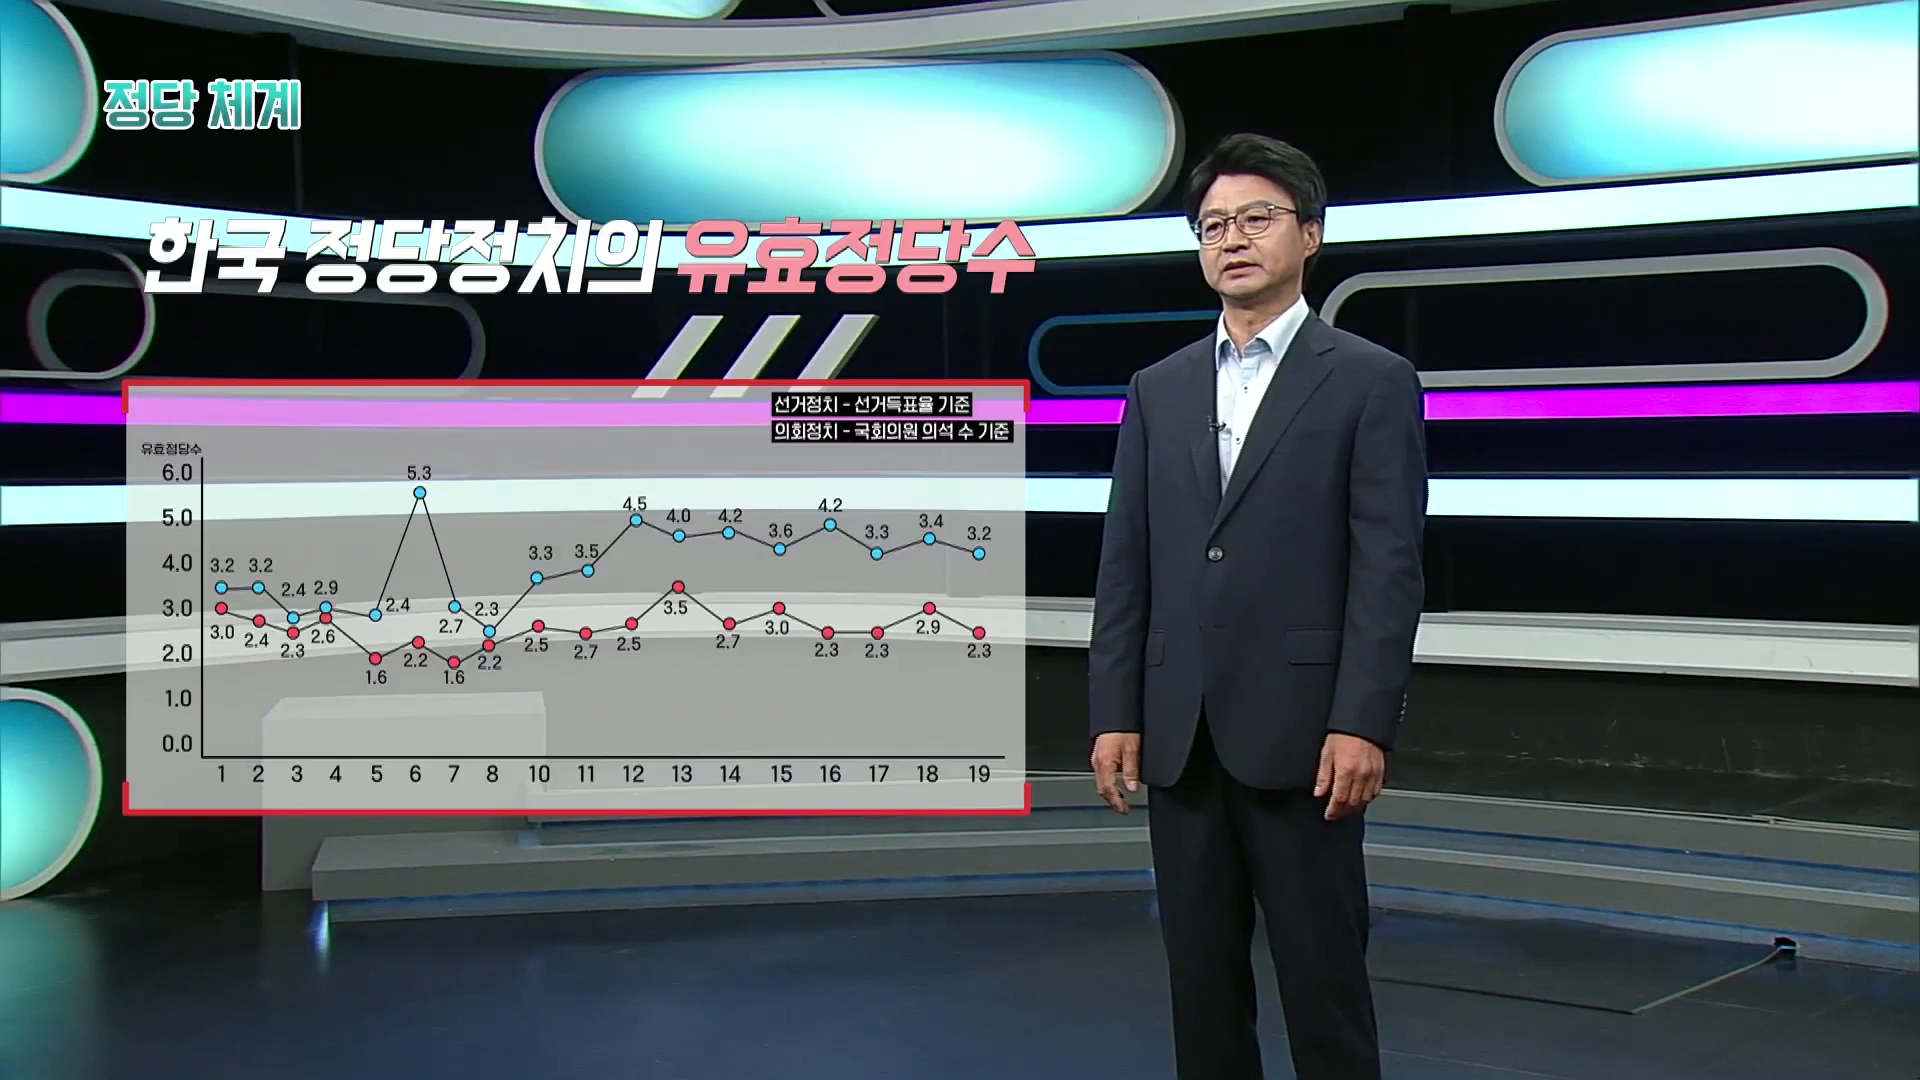 정당 체계
한국 정당정치의 유효정당수
선거정치 - 선거득표율 기준
의회정치 - 국회의원 의석 수 기준
유효정당수
6.0
5.0
4.0
3.0
2.0
1.0
0.0
3.2 3.2 2.4 2.9 2.4 5.3 2.7 2.3 3.3 3.5 4.5 4.0 4.2 3.6 4.2 3.3 3.4 3.2
3.0 2.4 2.3 2.6 1.6 2.2 1.6 2.2 2.5 2.7 2.5 3.5 2.7 3.0 2.3 2.3 2.9 2.3
1 2 3 4 5 6 7 8 10 11 12 13 14 15 16 17 18 19